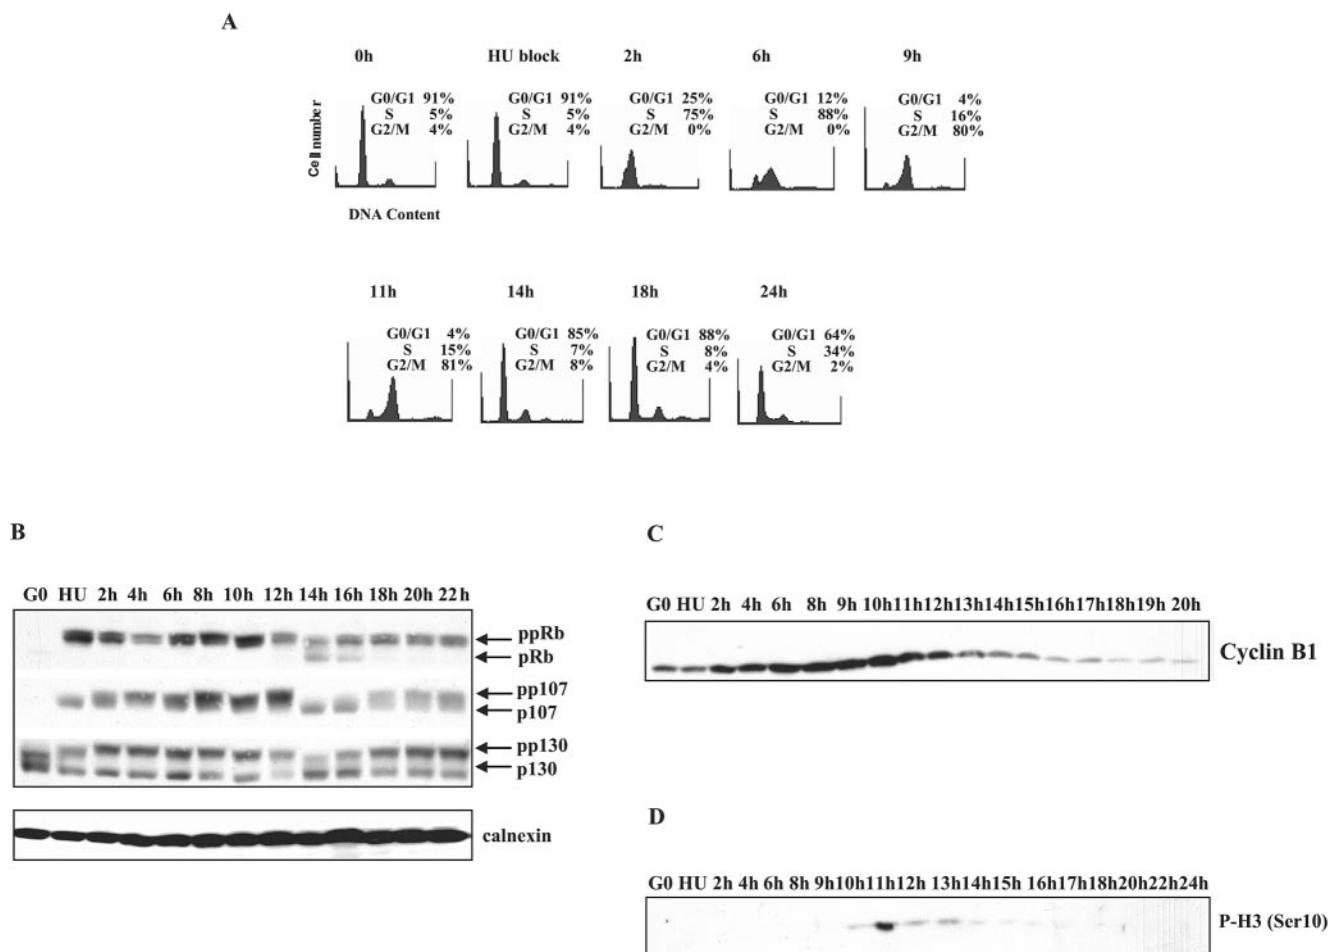 A
0h HU block 2h 6h 9h
G0/G1 91% G0/G1 91% G0/G1 25% G0/G1 12% G0/G1 4%
S 5% S 5% S 75% S 88% S 16%
G2/M 4% G2/M 4% G2/M 0% G2/M 0% G2/M 80%
Cell number
DNA Content
11h 14h 18h 24h
G0/G1 4% G0/G1 85% G0/G1 88% G0/G1 64%
S 15% S 7% S 8% S 34%
G2/M 81% G2/M 8% G2/M 4% G2/M 2%
B
G0 HU 2h 4h 6h 8h 10h 12h 14h 16h 18h 20h 22h
ppRb
pRb
pp107
p107
pp130
p130
calnexin
C
G0 HU 2h 4h 6h 8h 9h 10h 11h 12h 13h 14h 15h 16h 17h 18h 19h 20h
Cyclin B1
D
G0 HU 2h 4h 6h 8h 9h 10h 11h 12h 13h 14h 15h 16h 17h 18h 20h 22h 24h
P-H3 (Ser10)